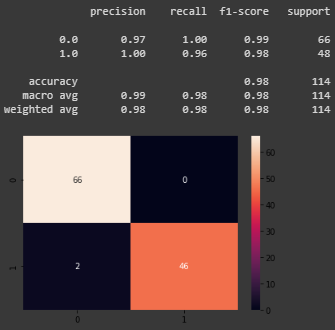 precision recall f1-score support
0.0 0.97 1.00 0.99 66
1.0 1.00 0.96 0.98 48
accuracy 0.98 114
macro avg 0.99 0.98 0.98 114
weighted avg 0.98 0.98 0.98 114
60
0 66 0 50
40
30
20
1 2 46 10
0
0 1